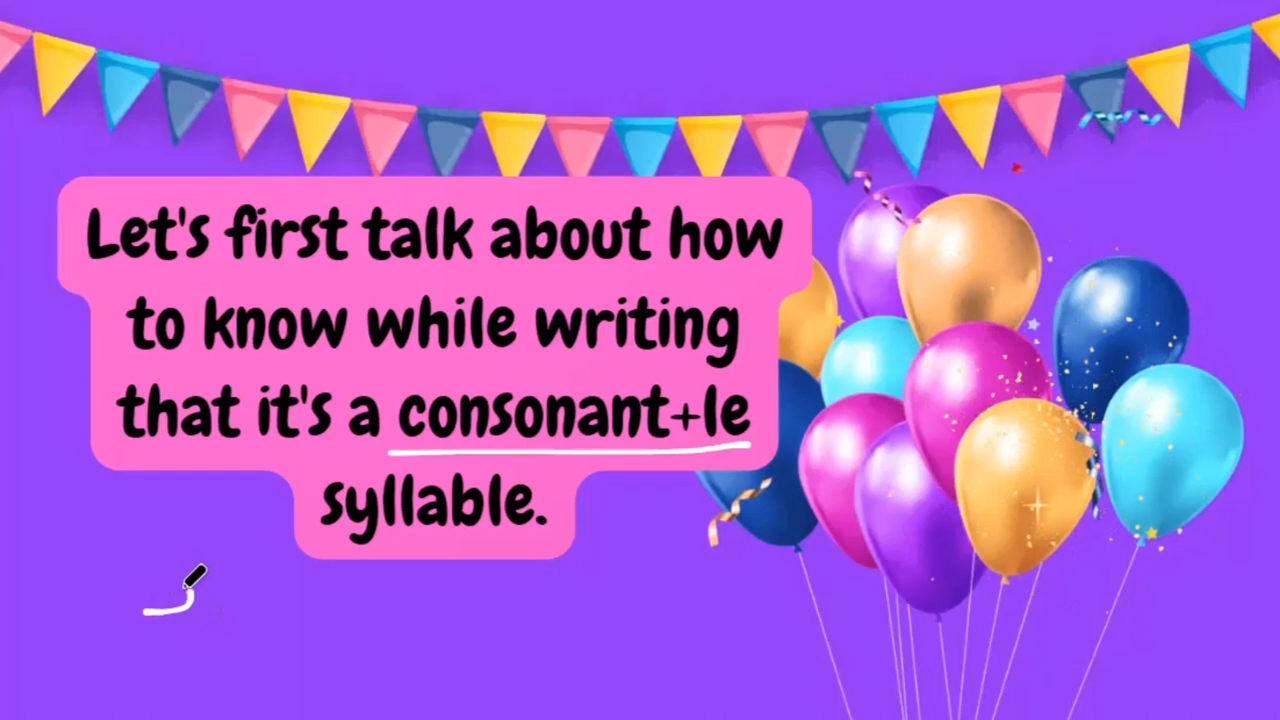 Let's first talk about how
to know while writing
that it's a consonant+le
syllable.